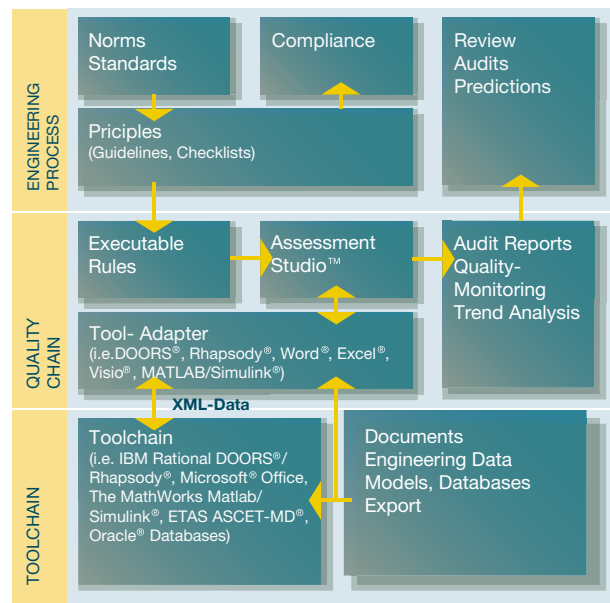 ENGINEERING
PROCESS
Norms
Standards
Compliance
Review
Audits
Predictions
Priciples
(Guidelines, Checklists)
QUALITY
CHAIN
Executable
Rules
Assessment
Studio™
Audit Reports
Quality-
Monitoring
Trend Analysis
Tool- Adapter
(i.e.DOORS®, Rhapsody®, Word®, Excel®,
Visio®, MATLAB/Simulink®)
XML-Data
TOOLCHAIN
Toolchain
(i.e. IBM Rational DOORS®/
Rhapsody®, Microsoft® Office,
The MathWorks Matlab/
Simulink®, ETAS ASCET-MD®,
Oracle® Databases)
Documents
Engineering Data
Models, Databases
Export